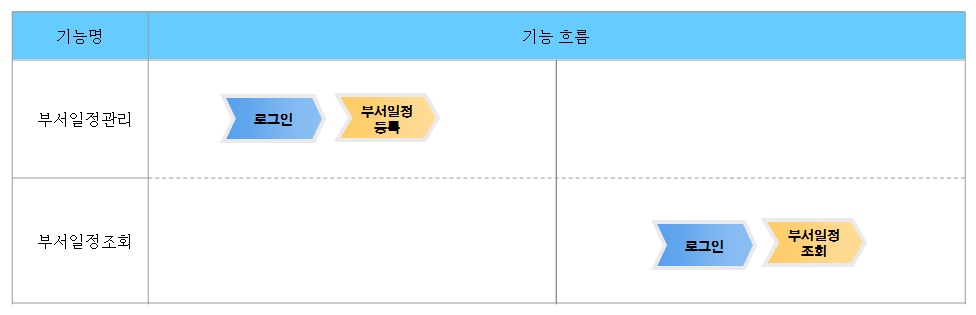 기능명
기능 흐름
부서일정관리
로그인
부서일정
등록
부서일정조회
로그인
부서일정
조회